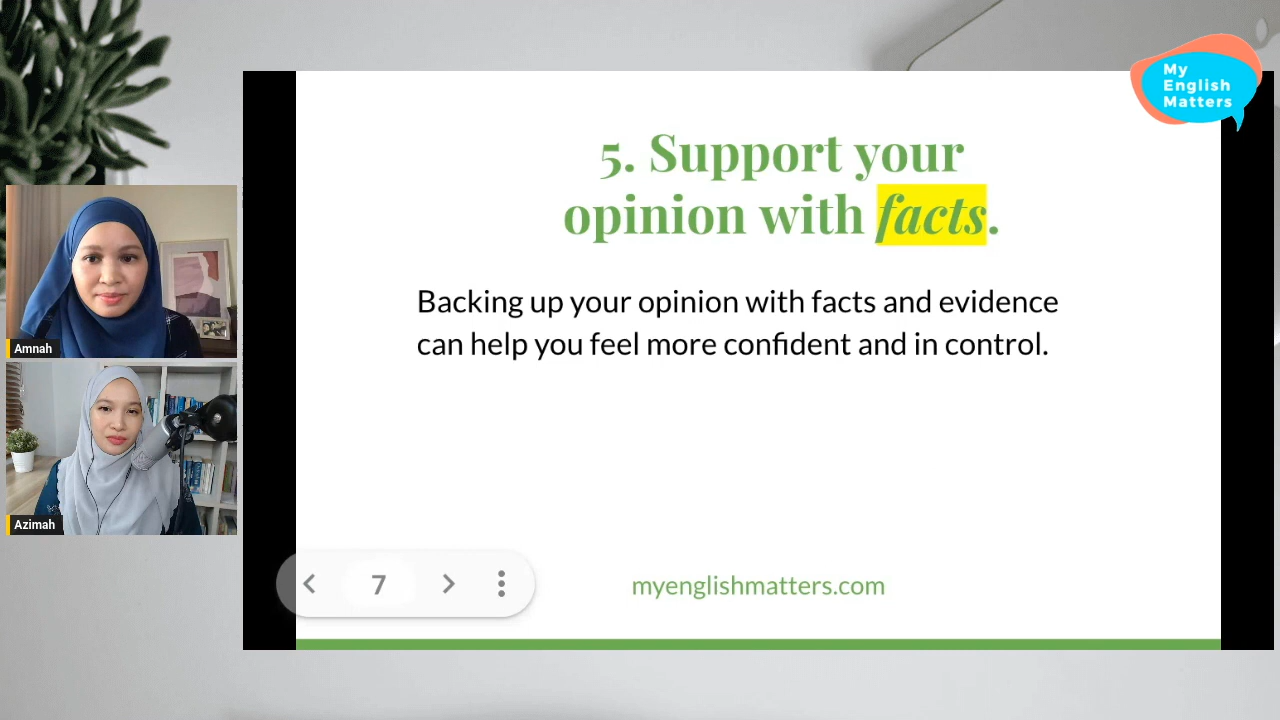 My
English
Matters
5. Support your
opinion with facts.
Backing up your opinion with facts and evidence
can help you feel more confident and in control.
Amnah
Azimah
7
myenglishmatters.com